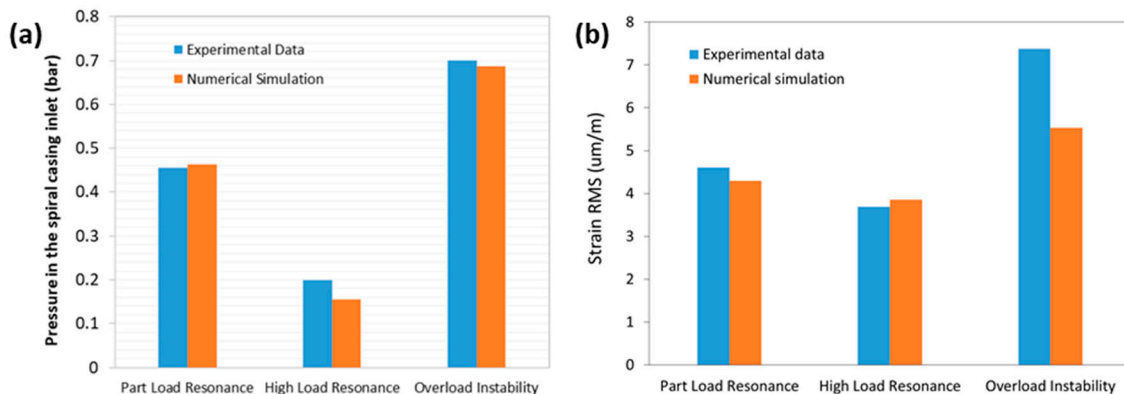 (a)
Pressure in the spiral casing inlet (bar)
0.8
0.7
0.6
0.5
0.4
0.3
0.2
0.1
0
Experimental Data
Numerical Simulation
Part Load Resonance
High Load Resonance
Overload Instability
(b)
Strain RMS (um/m)
8
7
6
5
4
3
2
1
0
Experimental data
Numerical simulation
Part Load Resonance
High Load Resonance
Overload Instability